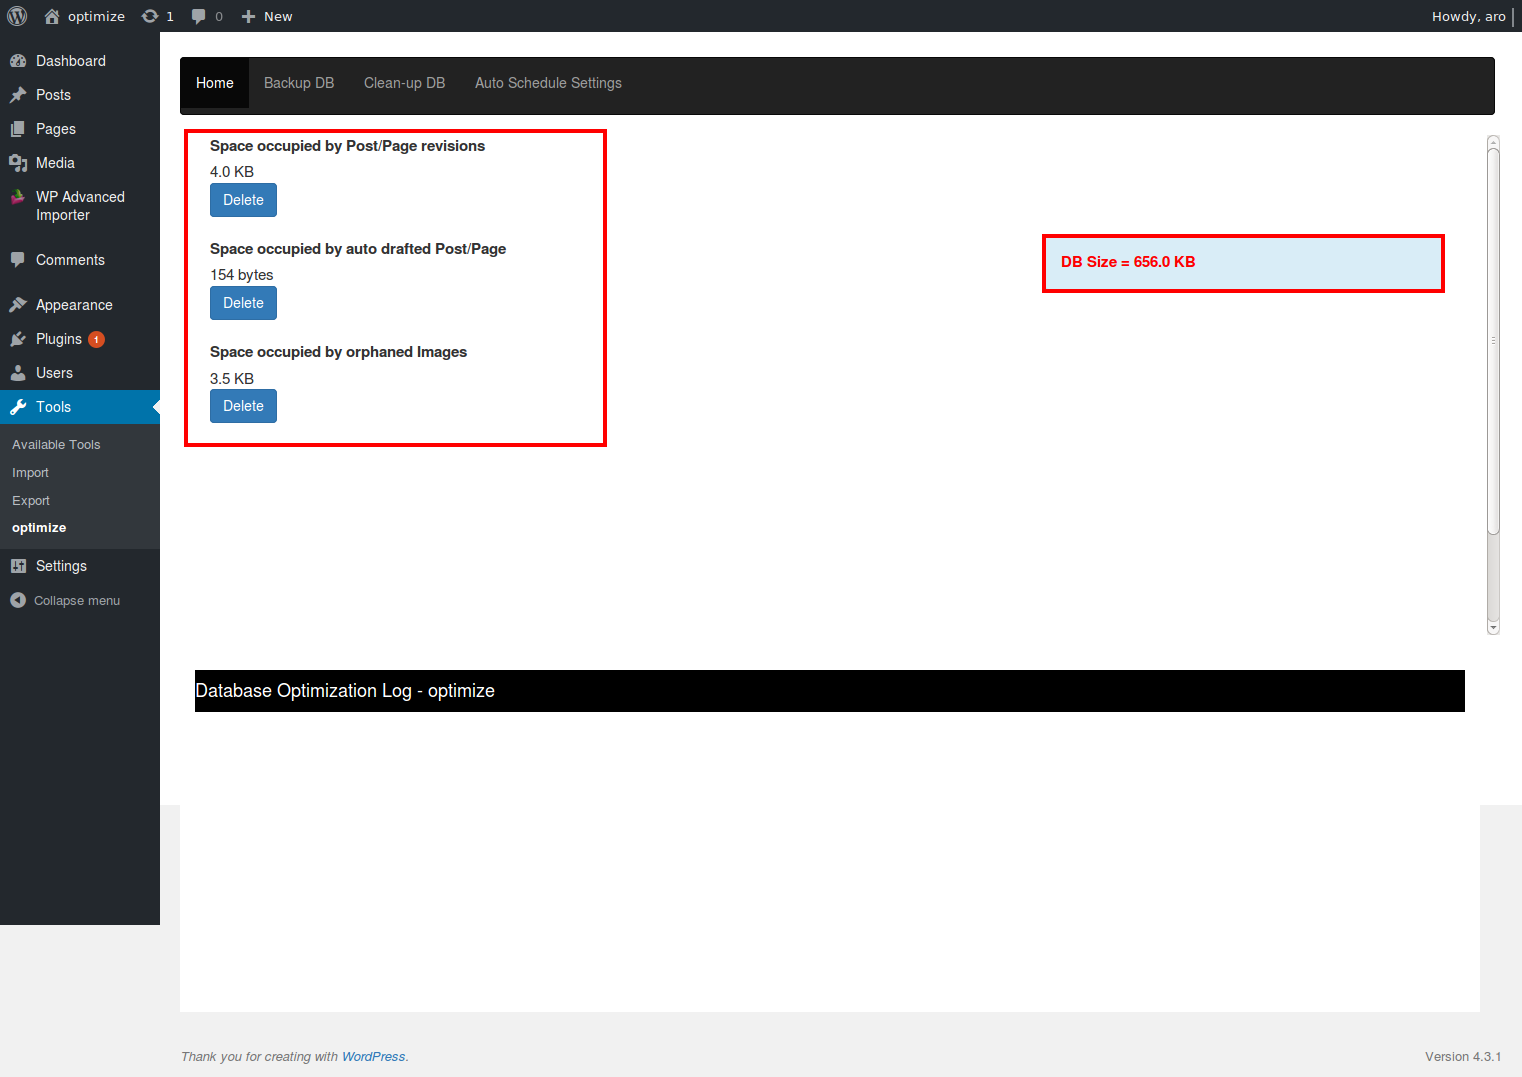 optimize 1 0 New Howdy, aro
Dashboard
Posts
Pages
Media
WP Advanced
Importer
Comments
Appearance
Plugins 1
Users
Tools
Available Tools
Import
Export
optimize
Settings
Collapse menu
Home Backup DB Clean-up DB Auto Schedule Settings
Space occupied by Post/Page revisions
4.0 KB
Delete
Space occupied by auto drafted Post/Page
154 bytes
Delete
Space occupied by orphaned Images
3.5 KB
Delete
DB Size = 656.0 KB
Database Optimization Log - optimize
Thank you for creating with WordPress.
Version 4.3.1